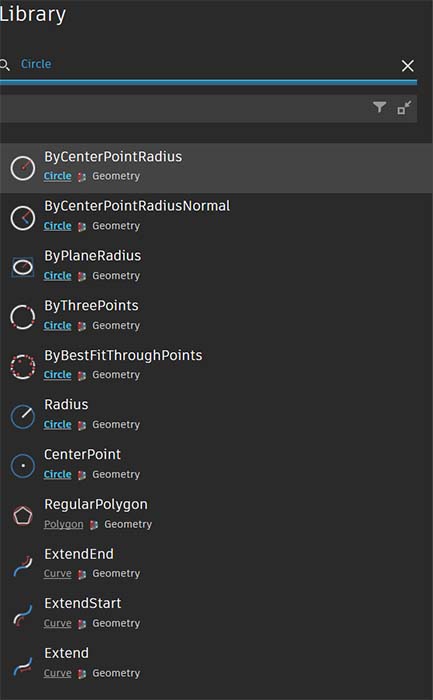 Library
Circle
ByCenterPointRadius
Circle Geometry
ByCenterPointRadiusNormal
Circle Geometry
ByPlaneRadius
Circle Geometry
ByThreePoints
Circle Geometry
ByBestFitThroughPoints
Circle Geometry
Radius
Circle Geometry
CenterPoint
Circle Geometry
RegularPolygon
Polygon Geometry
ExtendEnd
Curve Geometry
ExtendStart
Curve Geometry
Extend
Curve Geometry